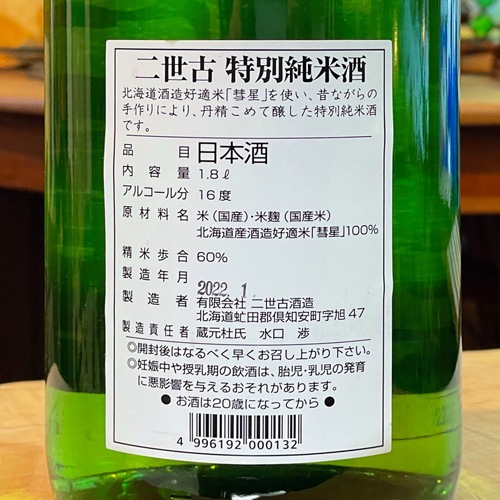 二世古 特別純米酒
北海道酒造好適米「彗星」を使い、昔ながらの
手作りにより、丹精こめて醸した特別純米酒
です。
品目 日本酒
内容量 1.8ℓ
アルコール分 16度
原材料名 米(国産)・米麹(国産米)
北海道産酒造好適米「彗星」100%
精米歩合 60%
製造年月 2022.1
製造者 有限会社 二世古酒造
北海道虻田郡倶知安町字旭47
製造責任者 蔵元杜氏 水口 渉
◎開封後はなるべく早くお召し上がり下さい。
◎妊娠中や授乳期の飲酒は、胎児・乳児の発育
に悪影響を与えるおそれがあります。
● お酒は20歳になってから ●
4 996192 000132